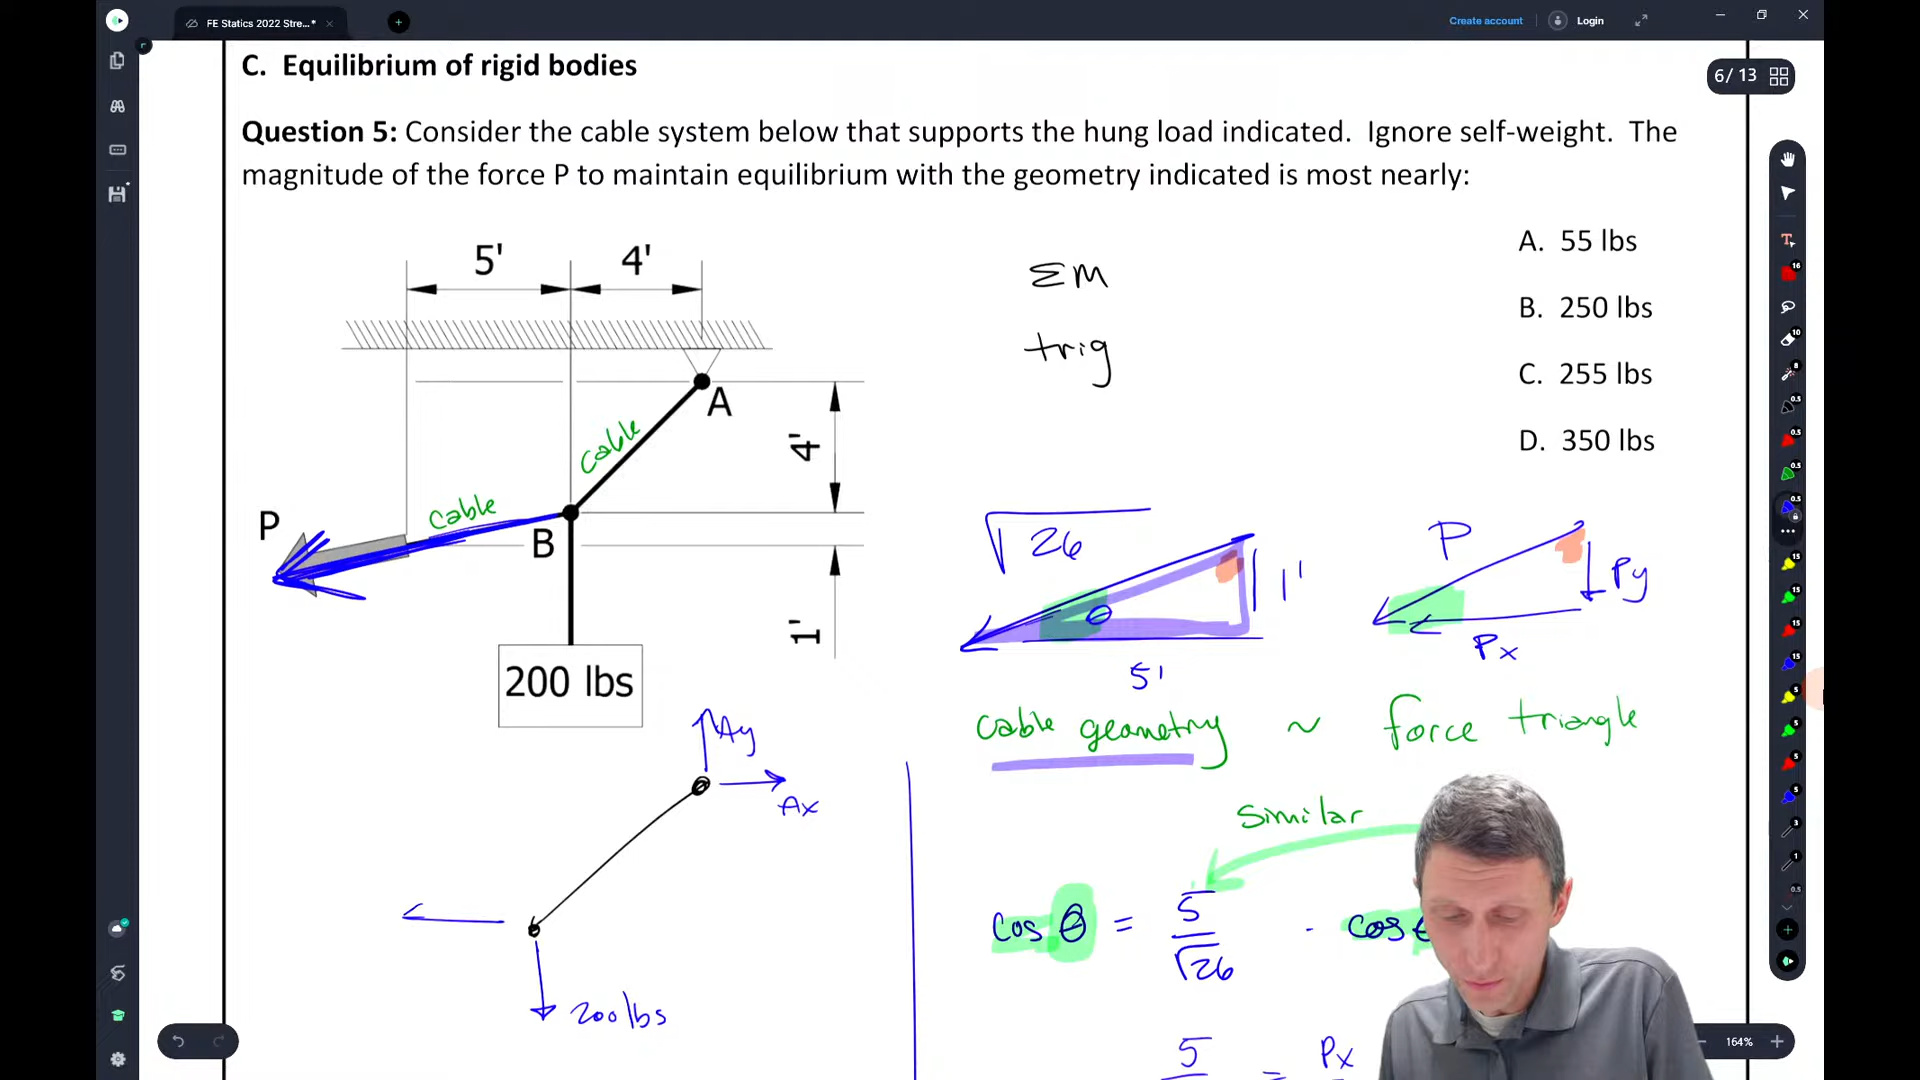 FE Statics 2022 Stre...*
Create account
Login
C. Equilibrium of rigid bodies
6/ 13
Question 5: Consider the cable system below that supports the hung load indicated. Ignore self-weight. The
magnitude of the force P to maintain equilibrium with the geometry indicated is most nearly:
A. 55 lbs
B. 250 lbs
C. 255 lbs
D. 350 lbs
5'
4'
ΣM
trig
A
cable
4'
P
cable
B
1'
200 lbs
√26
1'
θ
5'
P
Py
Px
cable geometry ~ force triangle
Ay
Ax
200 lbs
Similar
cos θ = 5/√26
cos
5
= Px
164%